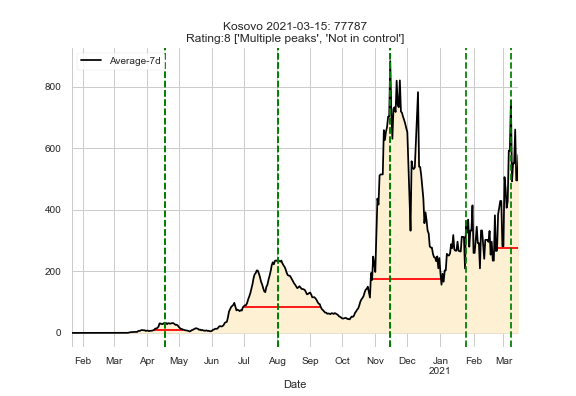 Kosovo 2021-03-15: 77787
Rating:8 ['Multiple peaks', 'Not in control']
Average-7d
800
600
400
200
0
Feb Mar Apr May Jun Jul Aug Sep Oct Nov Dec Jan Feb Mar
2021
Date